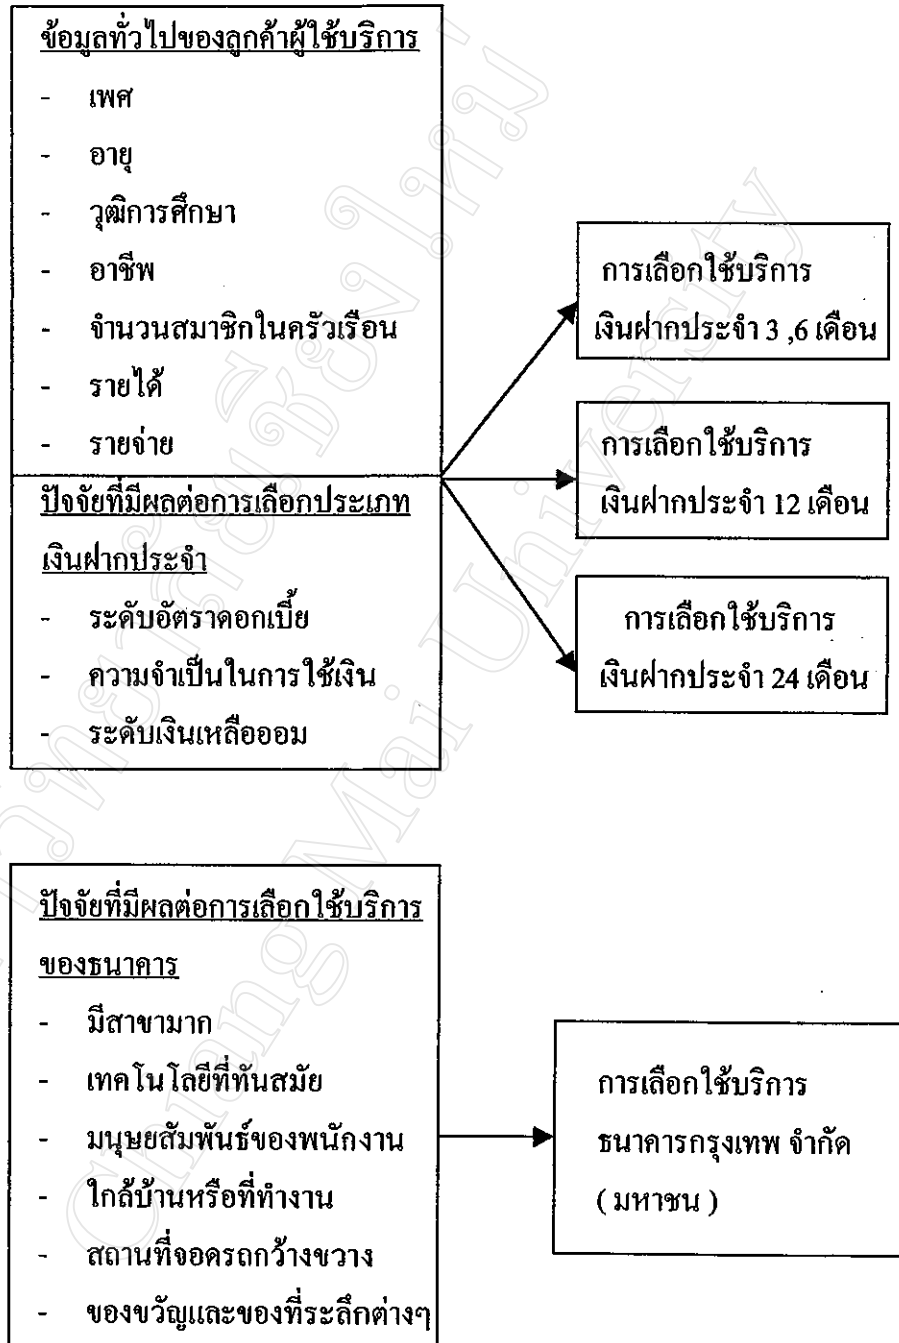 ข้อมูลทั่วไปของลูกค้าผู้ใช้บริการ
- เพศ
- อายุ
- วุฒิการศึกษา
- อาชีพ
- จำนวนสมาชิกในครัวเรือน
- รายได้
- รายจ่าย
ปัจจัยที่มีผลต่อการเลือกประเภท
เงินฝากประจำ
- ระดับอัตราดอกเบี้ย
- ความจำเป็นในการใช้เงิน
- ระดับเงินเหลือออม
การเลือกใช้บริการ
เงินฝากประจำ 3 ,6 เดือน
การเลือกใช้บริการ
เงินฝากประจำ 12 เดือน
การเลือกใช้บริการ
เงินฝากประจำ 24 เดือน
ปัจจัยที่มีผลต่อการเลือกใช้บริการ
ของธนาคาร
- มีสาขามาก
- เทคโนโลยีที่ทันสมัย
- มนุษยสัมพันธ์ของพนักงาน
- ใกล้บ้านหรือที่ทำงาน
- สถานที่จอดรถกว้างขวาง
- ของขวัญและของที่ระลึกต่างๆ
การเลือกใช้บริการ
ธนาคารกรุงเทพ จำกัด
( มหาชน )
Chiang Mai University